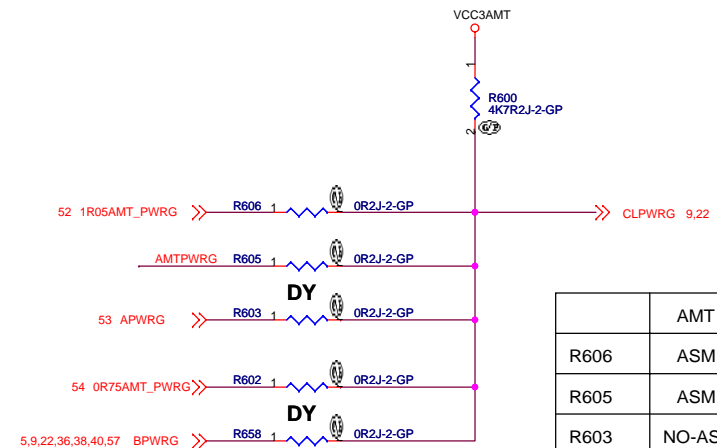 VCC3AMT
1
R600
4K7R2J-2-GP
2
52 1R05AMT_PWRG R606 1 0R2J-2-GP CLPWRG 9,22
AMTPWRG R605 1 0R2J-2-GP
DY
53 APWRG R603 1 0R2J-2-GP
54 0R75AMT_PWRG R602 1 0R2J-2-GP
DY
5,9,22,36,38,40,57 BPWRG R658 1 0R2J-2-GP
AMT
R606 ASM
R605 ASM
R603 NO-AS